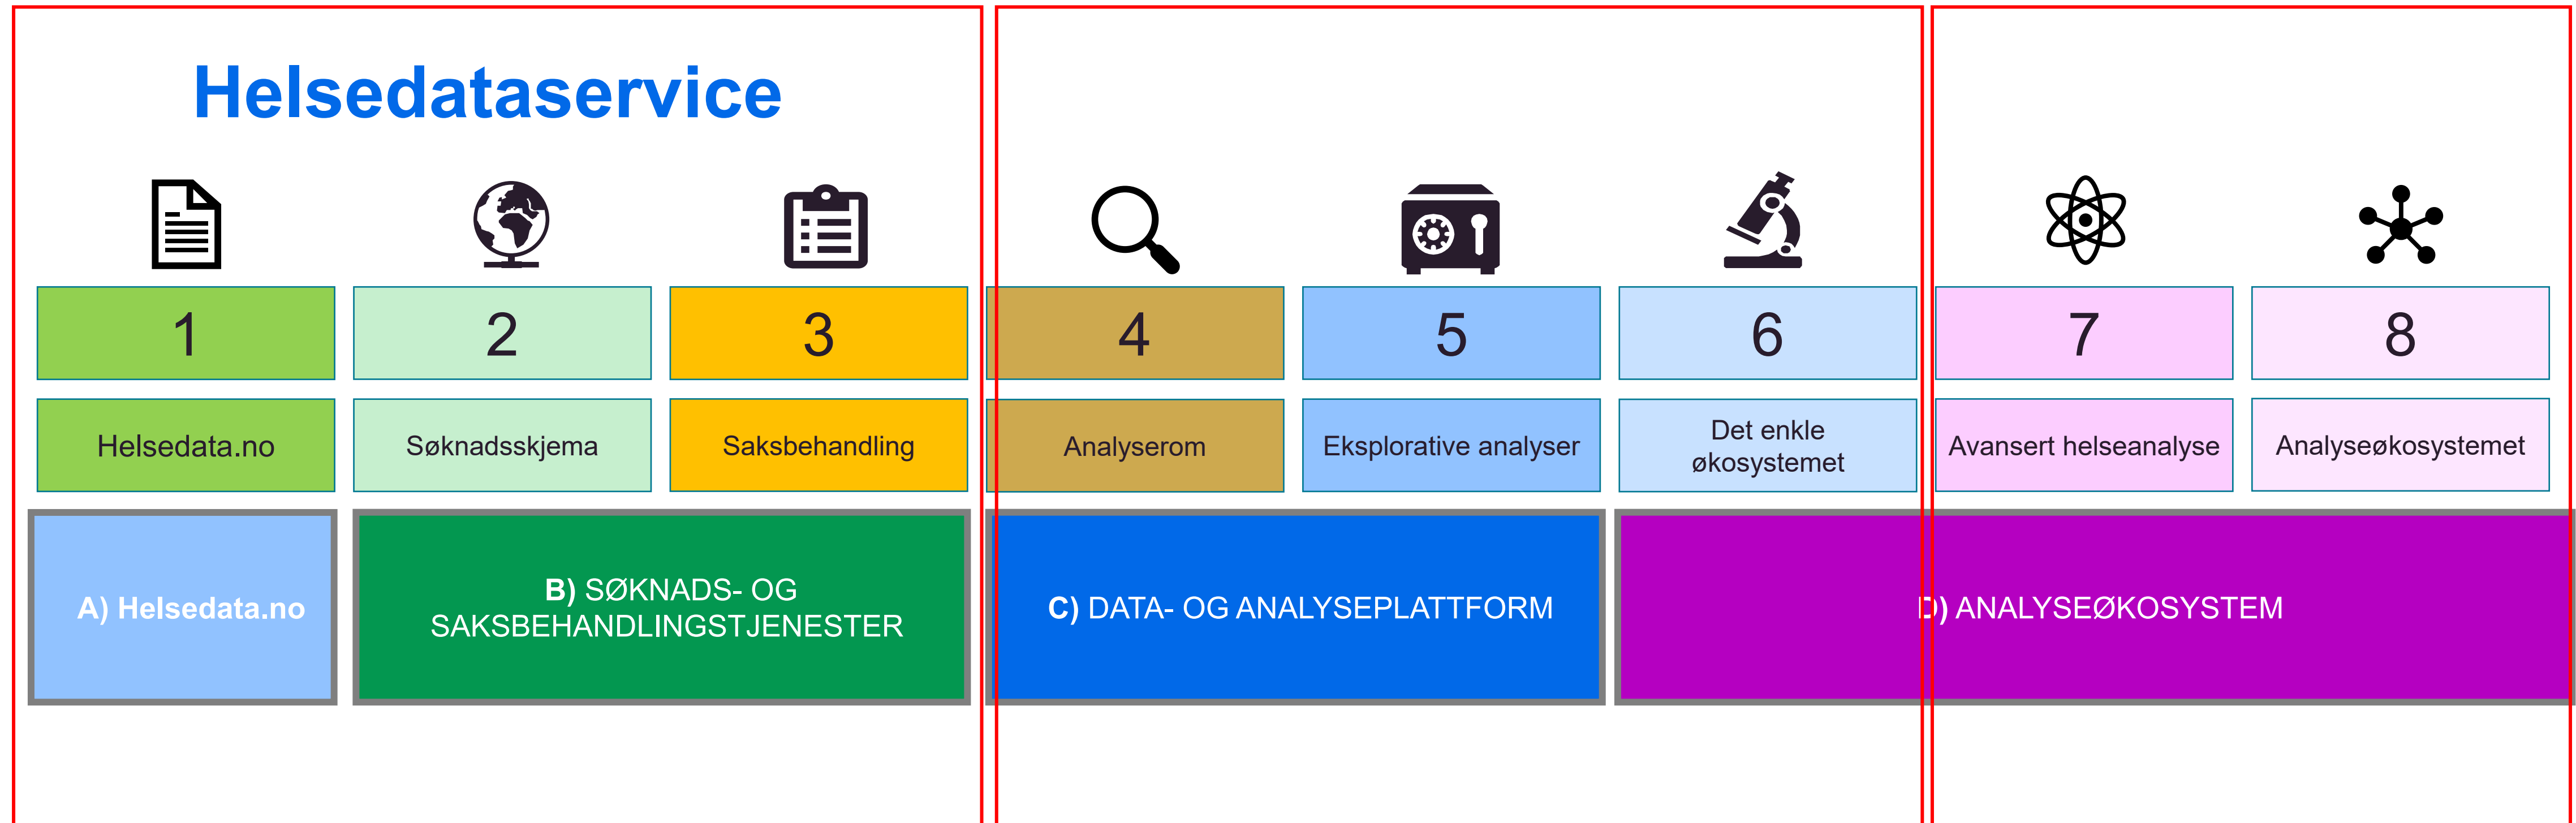 Helsedataservice
1
2
3
4
5
6
7
8
Helsedata.no
Søknadsskjema
Saksbehandling
Analyserom
Eksplorative analyser
Det enkle
økosystemet
Avansert helseanalyse
Analyseøkosystemet
A) Helsedata.no
B) SØKNADS- OG
SAKSBEHANDLINGSTJENESTER
C) DATA- OG ANALYSEPLATTFORM
D) ANALYSEØKOSYSTEM